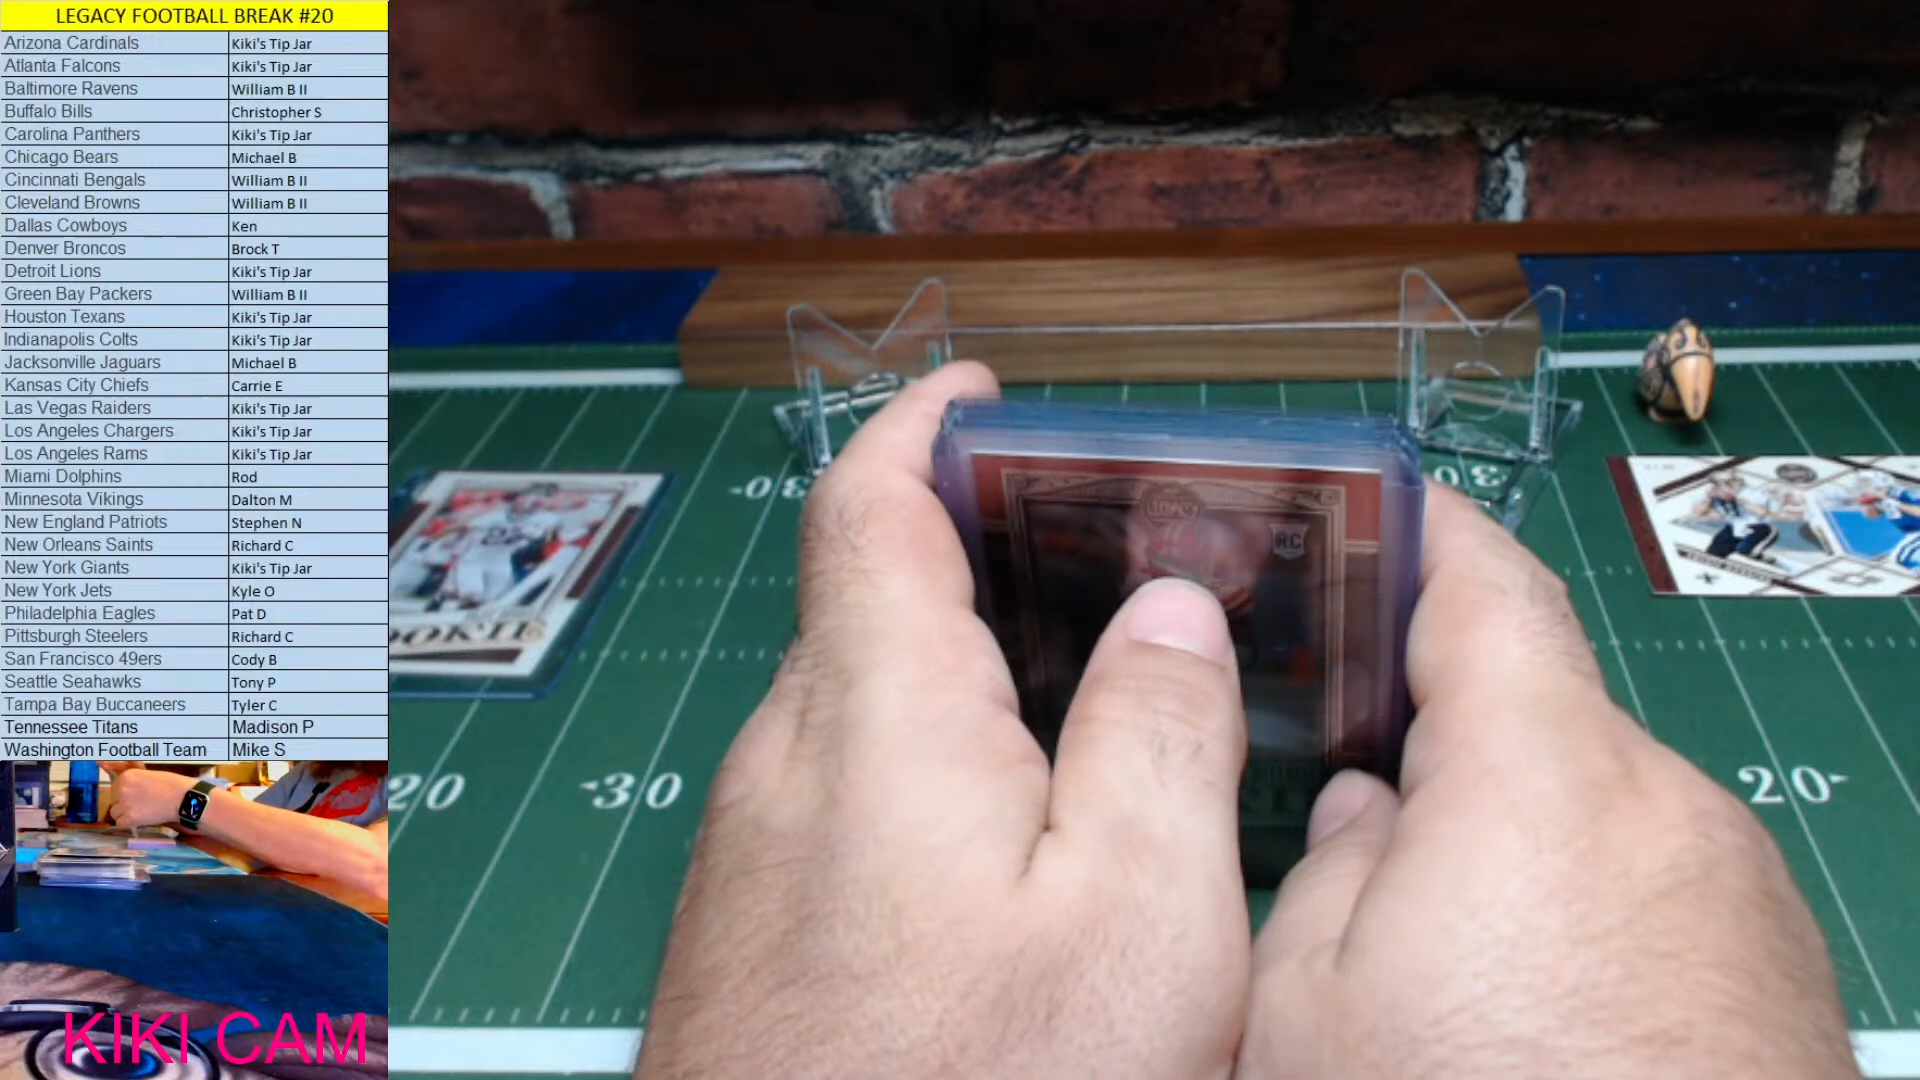 LEGACY FOOTBALL BREAK #20
Arizona Cardinals Kiki's Tip Jar
Atlanta Falcons Kiki's Tip Jar
Baltimore Ravens William B II
Buffalo Bills Christopher S
Carolina Panthers Kiki's Tip Jar
Chicago Bears Michael B
Cincinnati Bengals William B II
Cleveland Browns William B II
Dallas Cowboys Ken
Denver Broncos Brock T
Detroit Lions Kiki's Tip Jar
Green Bay Packers William B II
Houston Texans Kiki's Tip Jar
Indianapolis Colts Kiki's Tip Jar
Jacksonville Jaguars Michael B
Kansas City Chiefs Carrie E
Las Vegas Raiders Kiki's Tip Jar
Los Angeles Chargers Kiki's Tip Jar
Los Angeles Rams Kiki's Tip Jar
Miami Dolphins Rod
Minnesota Vikings Dalton M
New England Patriots Stephen N
New Orleans Saints Richard C
New York Giants Kiki's Tip Jar
New York Jets Kyle O
Philadelphia Eagles Pat D
Pittsburgh Steelers Richard C
San Francisco 49ers Cody B
Seattle Seahawks Tony P
Tampa Bay Buccaneers Tyler C
Tennessee Titans Madison P
Washington Football Team Mike S
KIKI CAM
RC
30
30
20
30
20